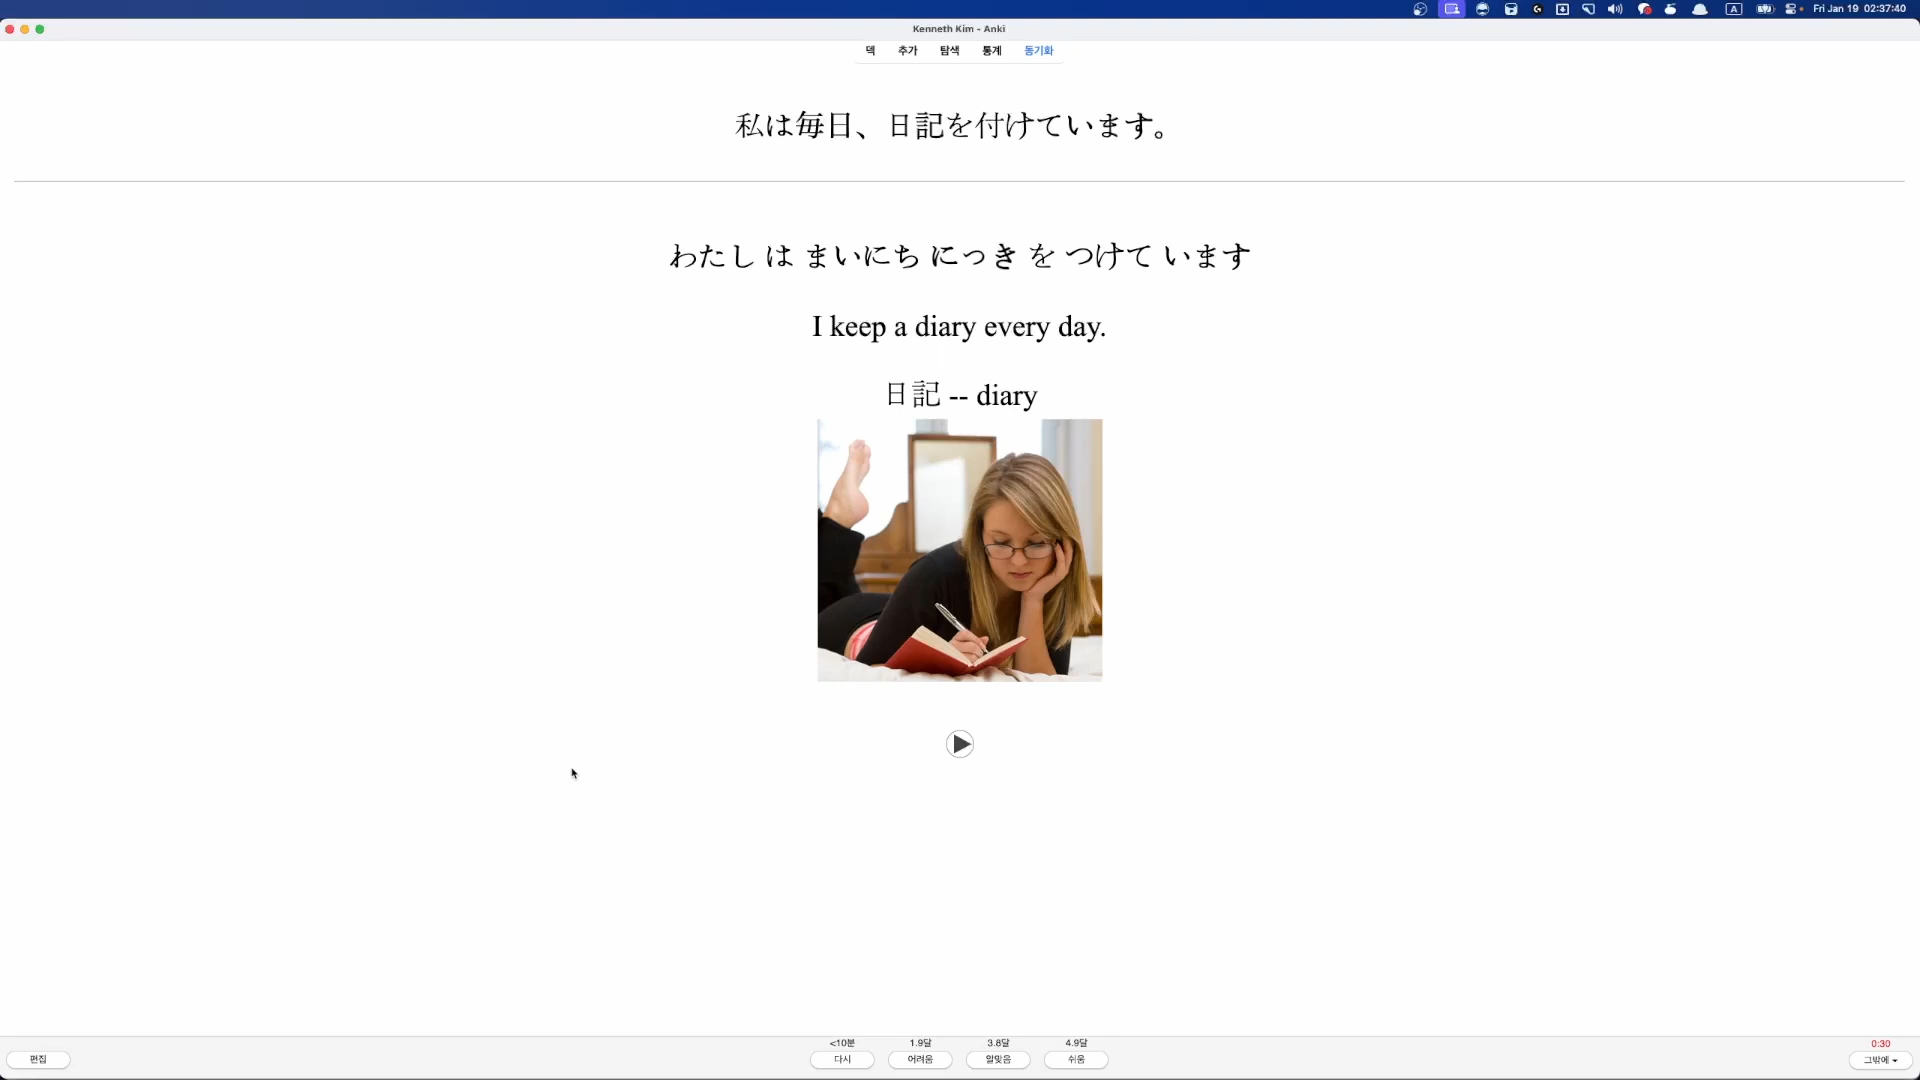 Fri Jan 19 02:37:40
Kenneth Kim - Anki
덱 추가 탐색 통계 동기화
私は毎日、日記を付けています。
わたし は まいにち にっき を つけて います
I keep a diary every day.
日記 -- diary
<10분 1.9달 3.8달 4.9달 0:30
편집 다시 어려움 알맞음 쉬움 그밖에